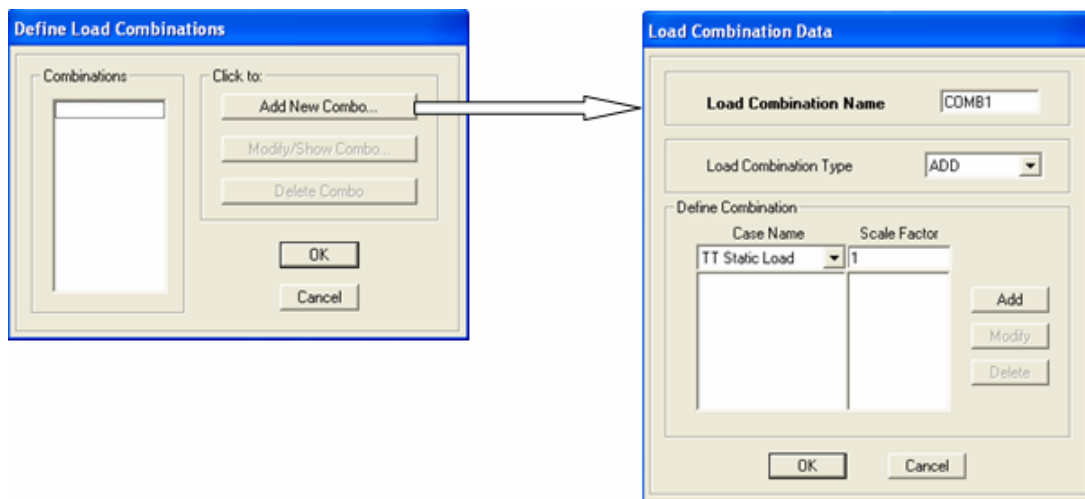 Define Load Combinations
Combinations
Click to:
Add New Combo...
Modify/Show Combo...
Delete Combo
OK
Cancel
Load Combination Data
Load Combination Name COMB1
Load Combination Type ADD
Define Combination
Case Name Scale Factor
TT Static Load 1
Add
Modify
Delete
OK Cancel